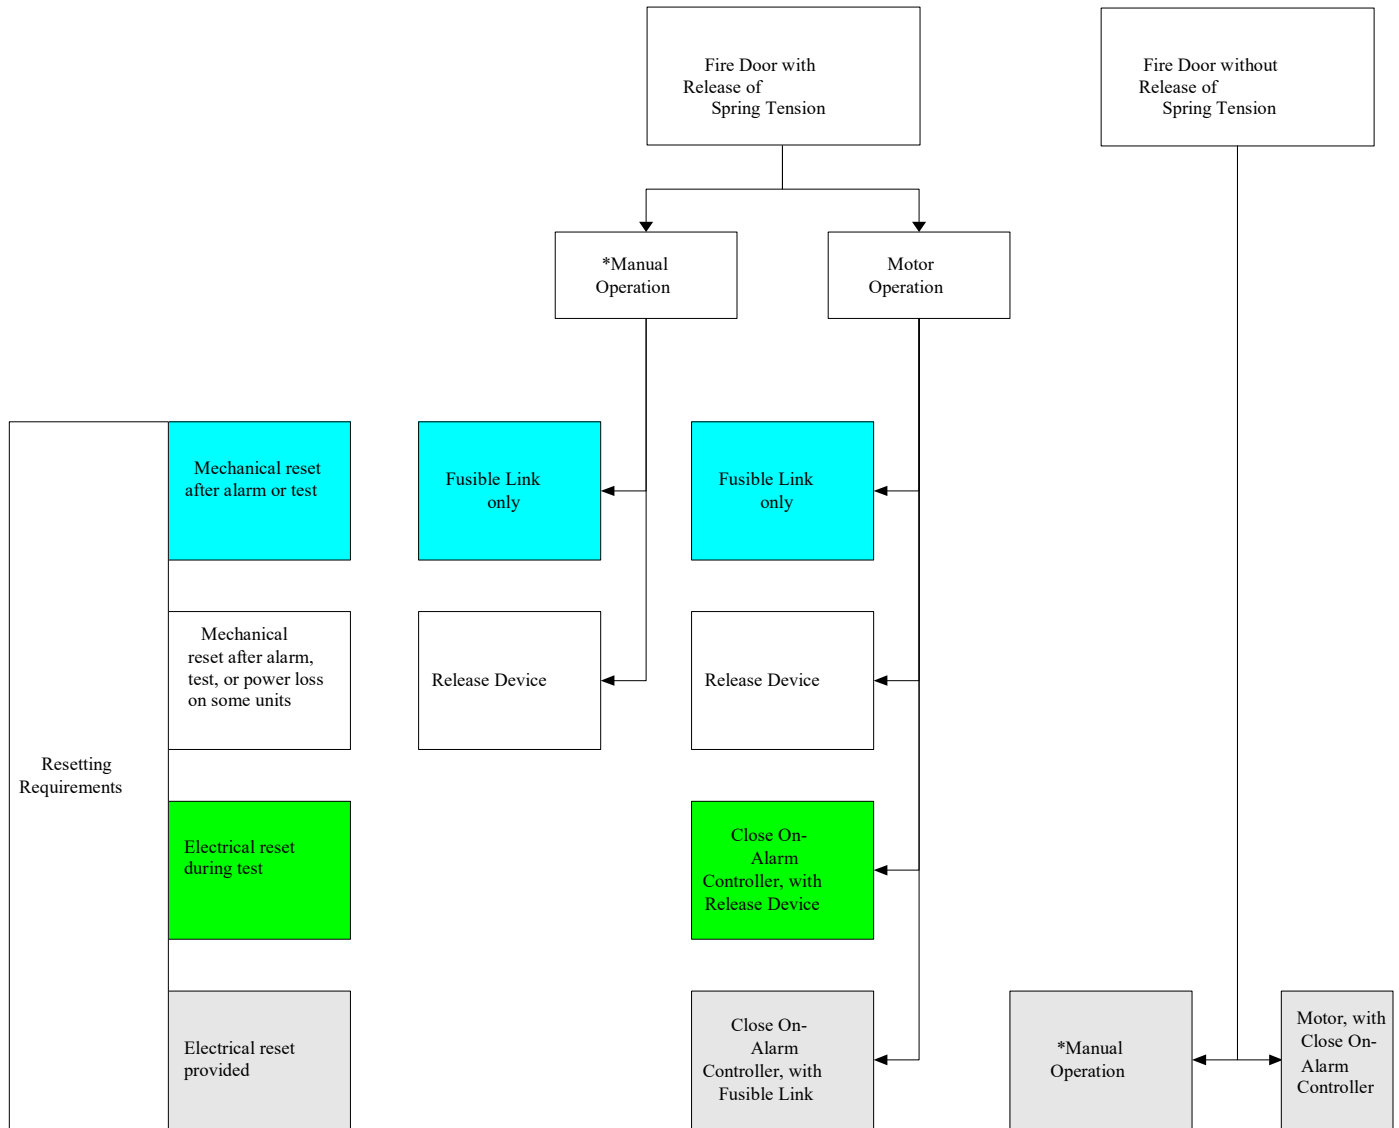 Fire Door with
Release of
Spring Tension
Fire Door without
Release of
Spring Tension
*Manual
Operation
Motor
Operation
Resetting
Requirements
Mechanical reset
after alarm or test
Fusible Link
only
Fusible Link
only
Mechanical
reset after alarm,
test, or power loss
on some units
Release Device
Release Device
Electrical reset
during test
Close On-
Alarm
Controller, with
Release Device
Electrical reset
provided
Close On-
Alarm
Controller, with
Fusible Link
*Manual
Operation
Motor, with
Close On-
Alarm
Controller